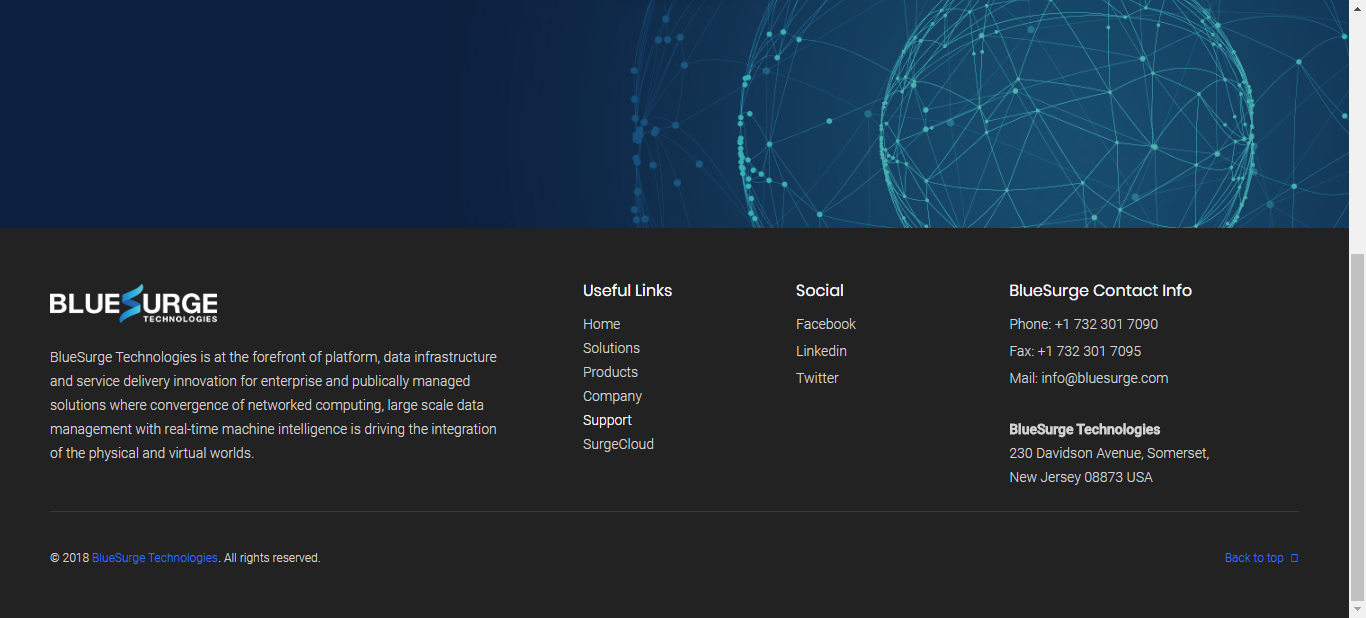 BLUESURGE
TECHNOLOGIES
BlueSurge Technologies is at the forefront of platform, data infrastructure
and service delivery innovation for enterprise and publically managed
solutions where convergence of networked computing, large scale data
management with real-time machine intelligence is driving the integration
of the physical and virtual worlds.
Useful Links
Home
Solutions
Products
Company
Support
SurgeCloud
Social
Facebook
Linkedin
Twitter
BlueSurge Contact Info
Phone: +1 732 301 7090
Fax: +1 732 301 7095
Mail: info@bluesurge.com
BlueSurge Technologies
230 Davidson Avenue, Somerset,
New Jersey 08873 USA
© 2018 BlueSurge Technologies. All rights reserved.
Back to top